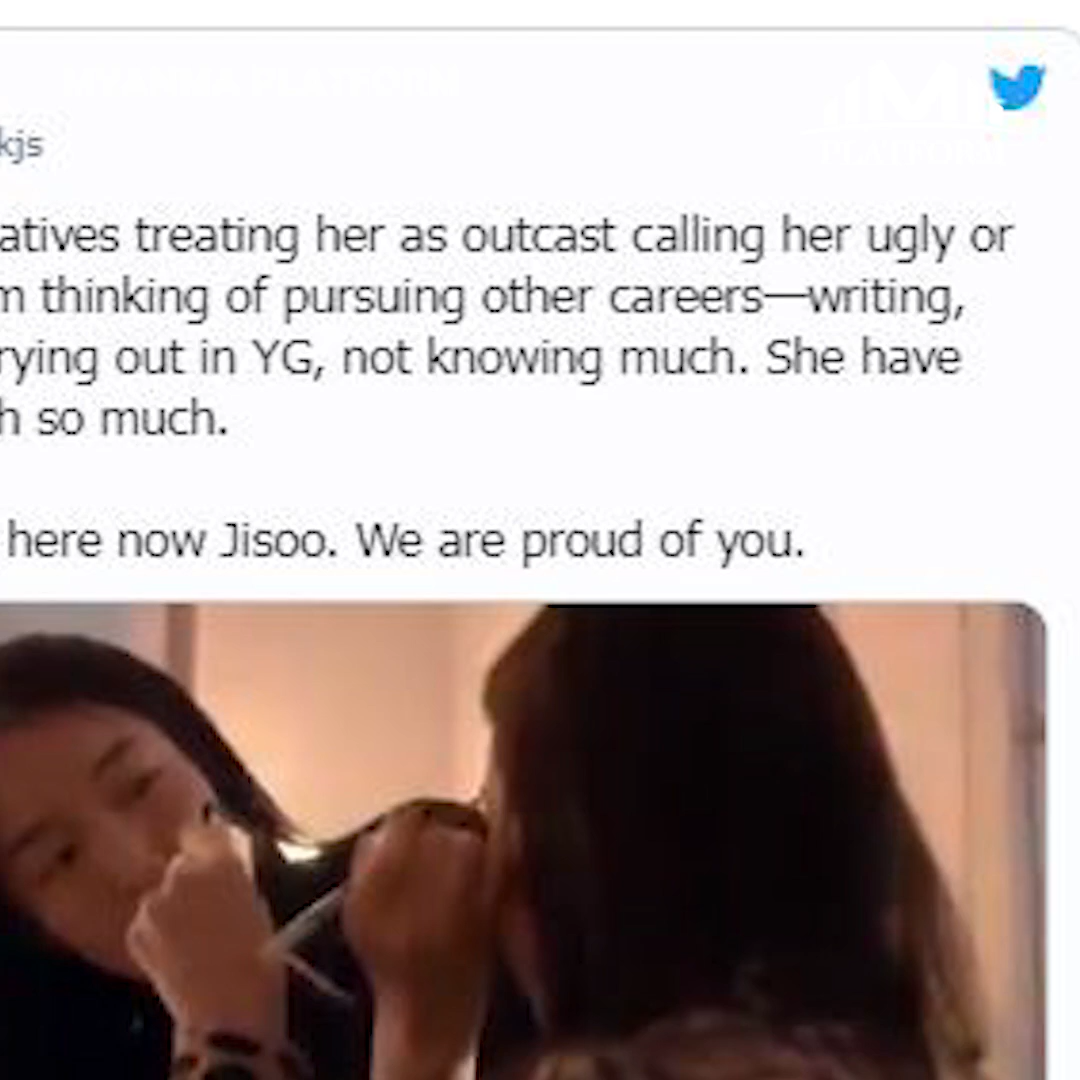 kjs
atives treating her as outcast calling her ugly or
m thinking of pursuing other careers—writing,
rying out in YG, not knowing much. She have
h so much.
here now Jisoo. We are proud of you.